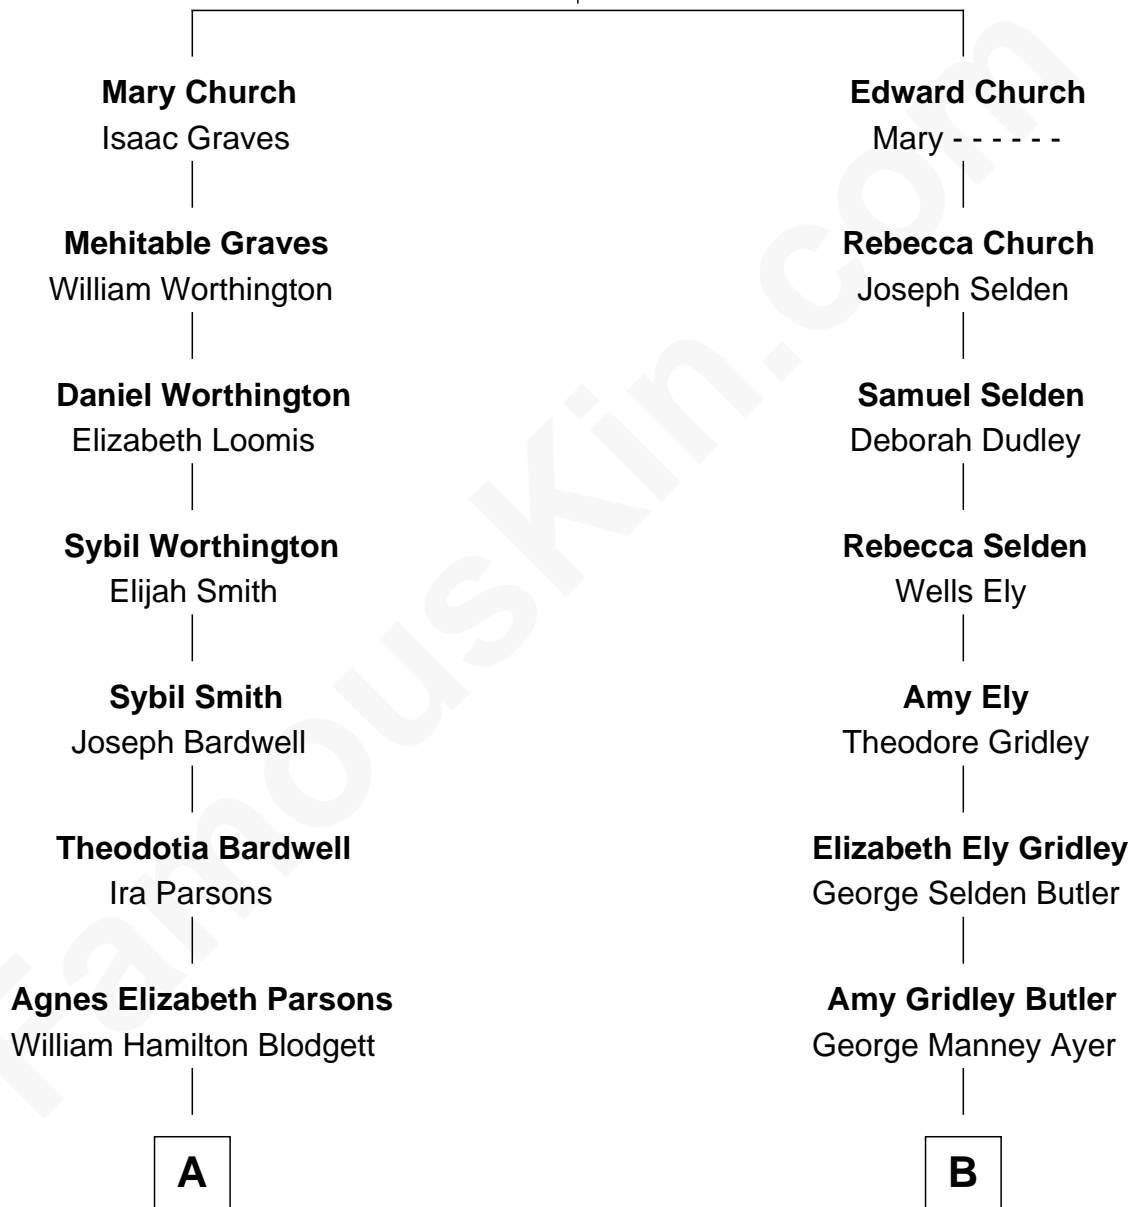 Mary Church
Isaac Graves
Mehitable Graves
William Worthington
Daniel Worthington
Elizabeth Loomis
Sybil Worthington
Elijah Smith
Sybil Smith
Joseph Bardwell
Theodotia Bardwell
Ira Parsons
Agnes Elizabeth Parsons
William Hamilton Blodgett
A
Edward Church
Mary - - - - - -
Rebecca Church
Joseph Selden
Samuel Selden
Deborah Dudley
Rebecca Selden
Wells Ely
Amy Ely
Theodore Gridley
Elizabeth Ely Gridley
George Selden Butler
Amy Gridley Butler
George Manney Ayer
B
FamousKin.com